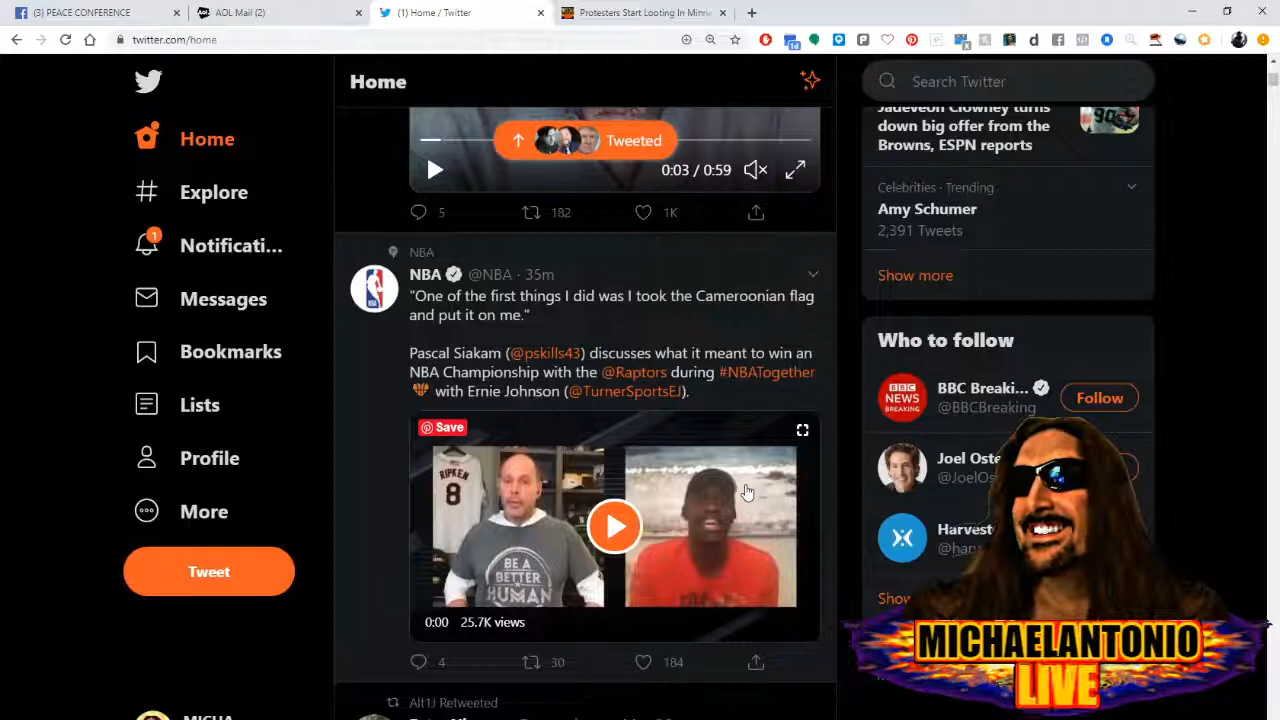 (3) PEACE CONFERENCE
AOL Mail (2)
(1) Home / Twitter
Protesters Start Looting In Minne
twitter.com/home
Home
Explore
Notificati...
1
Messages
Bookmarks
Lists
Profile
More
Tweet
MICHA
Home
Tweeted
0:03 / 0:59
5
182
1K
NBA
NBA @NBA · 35m
"One of the first things I did was I took the Cameroonian flag
and put it on me."
Pascal Siakam (@pskills43) discusses what it meant to win an
NBA Championship with the @Raptors during #NBATogether
with Ernie Johnson (@TurnerSportsEJ).
Save
RIPKEN
8
BE A
BETTER
HUMAN
0:00 25.7K views
4
30
184
Alt1J Retweeted
Search Twitter
Jadeveon Clowney turns
down big offer from the
Browns, ESPN reports
90
Celebrities · Trending
Amy Schumer
2,391 Tweets
Show more
Who to follow
BBC NEWS BREAKING
BBC Breaki...
@BBCBreaking
Follow
Joel Oste
@JoelOs
Harvest
@harv
Show
MICHAELANTONIO
LIVE